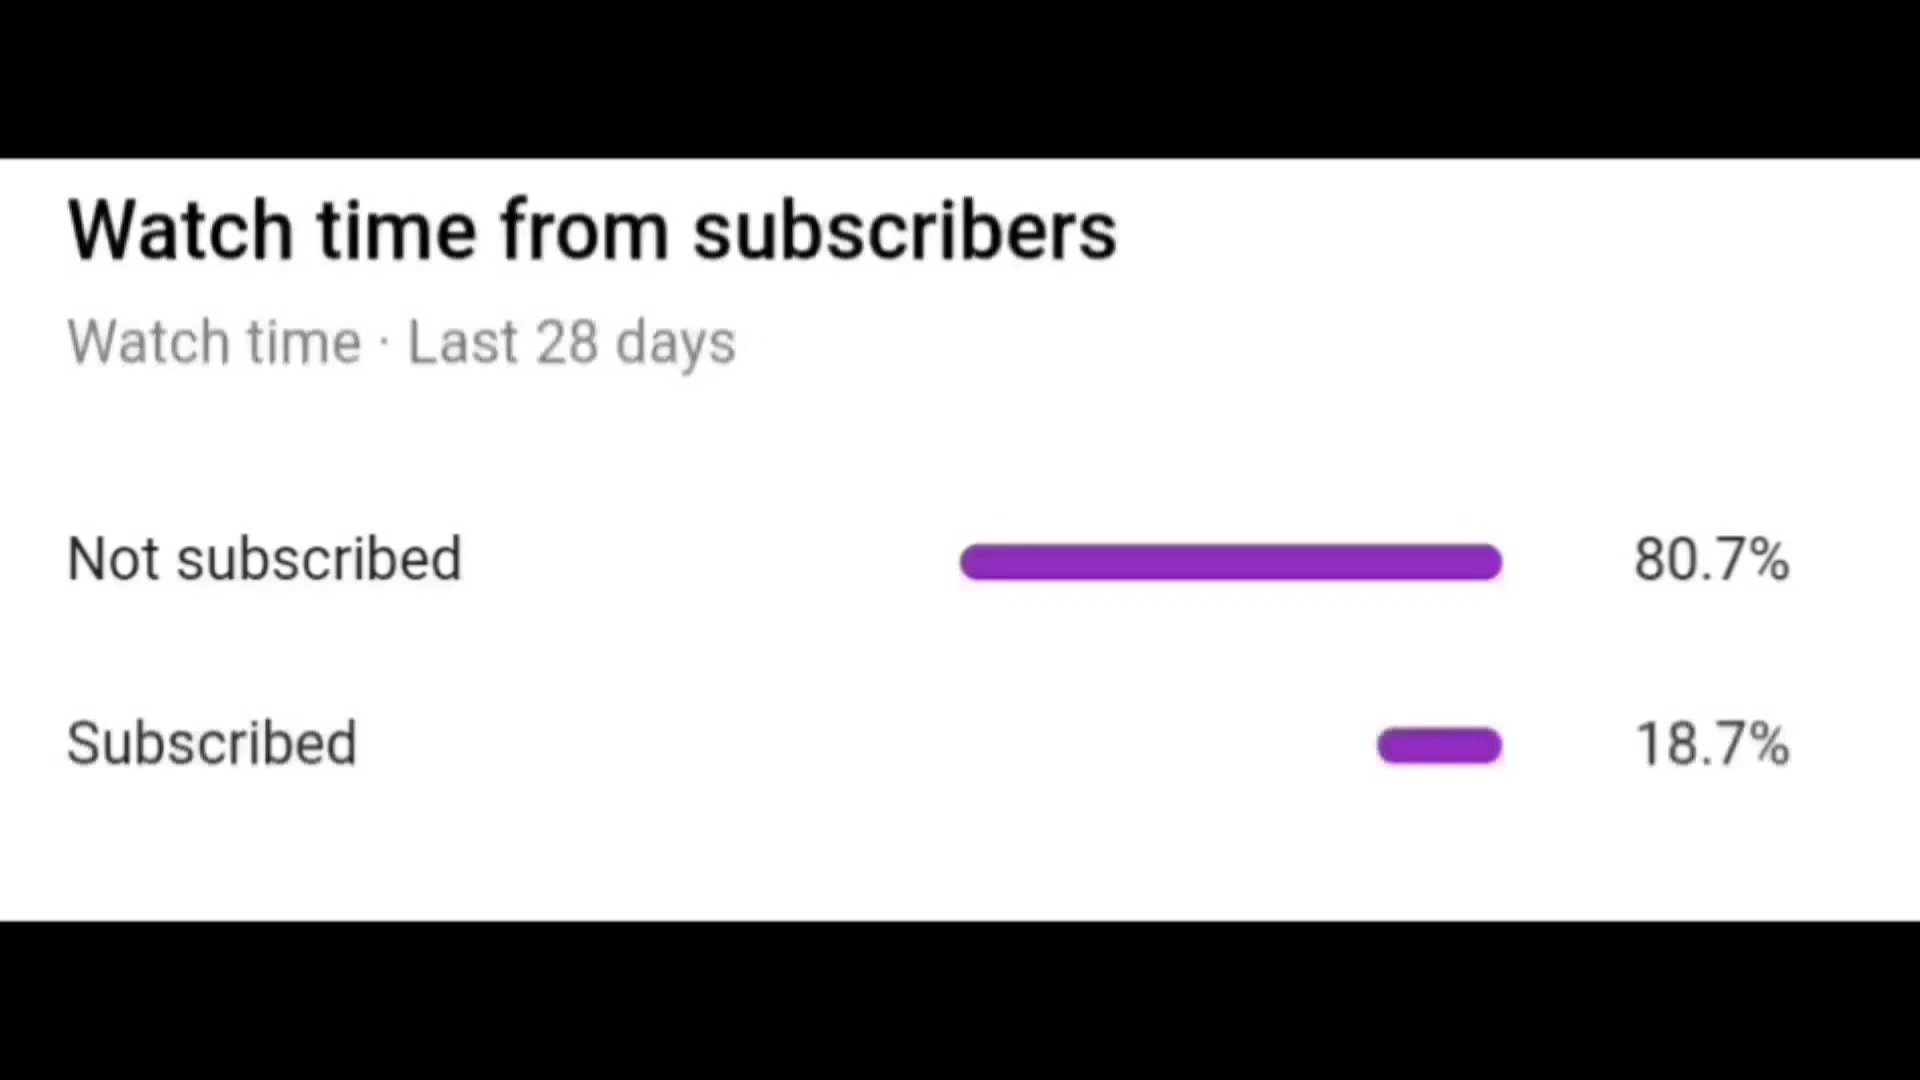 Watch time from subscribers
Watch time · Last 28 days
Not subscribed 80.7%
Subscribed 18.7%